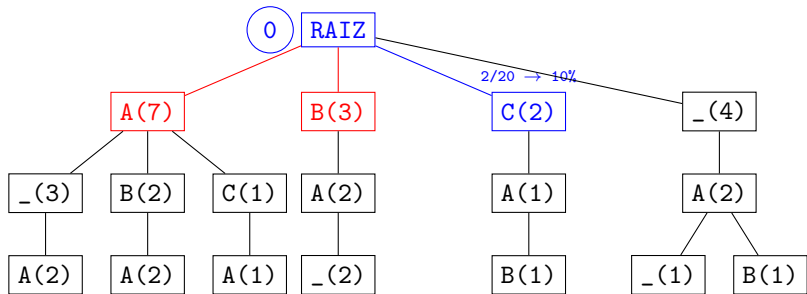 0 RAIZ
2/20 → 10%
A(7) B(3) C(2) _(4)
_(3) B(2) C(1) A(2) A(1) A(2)
A(2) A(2) A(1) _(2) B(1) _(1) B(1)